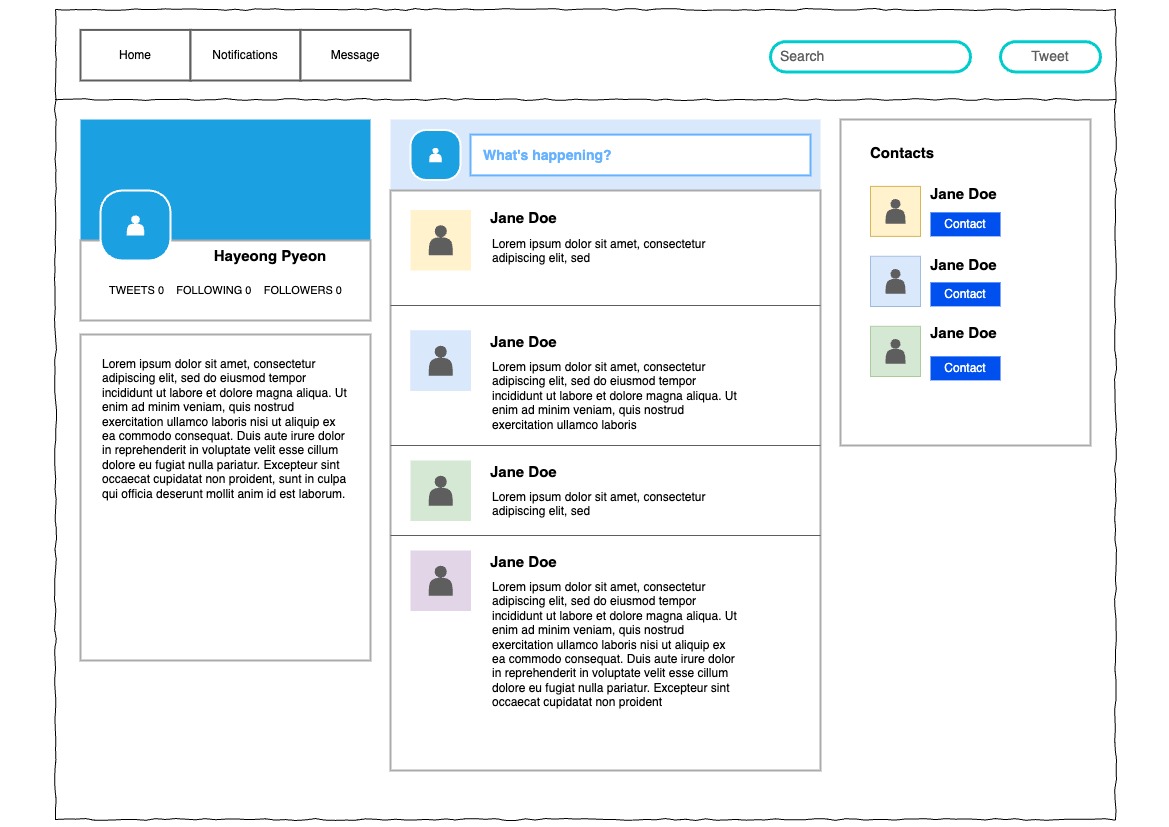 Home
Notifications
Message
Search
Tweet
Hayeong Pyeon
TWEETS 0 FOLLOWING 0 FOLLOWERS 0
Lorem ipsum dolor sit amet, consectetur
adipiscing elit, sed do eiusmod tempor
incididunt ut labore et dolore magna aliqua. Ut
enim ad minim veniam, quis nostrud
exercitation ullamco laboris nisi ut aliquip ex
ea commodo consequat. Duis aute irure dolor
in reprehenderit in voluptate velit esse cillum
dolore eu fugiat nulla pariatur. Excepteur sint
occaecat cupidatat non proident, sunt in culpa
qui officia deserunt mollit anim id est laborum.
What's happening?
Jane Doe
Lorem ipsum dolor sit amet, consectetur
adipiscing elit, sed
Jane Doe
Lorem ipsum dolor sit amet, consectetur
adipiscing elit, sed do eiusmod tempor
incididunt ut labore et dolore magna aliqua. Ut
enim ad minim veniam, quis nostrud
exercitation ullamco laboris
Jane Doe
Lorem ipsum dolor sit amet, consectetur
adipiscing elit, sed
Jane Doe
Lorem ipsum dolor sit amet, consectetur
adipiscing elit, sed do eiusmod tempor
incididunt ut labore et dolore magna aliqua. Ut
enim ad minim veniam, quis nostrud
exercitation ullamco laboris nisi ut aliquip ex
ea commodo consequat. Duis aute irure dolor
in reprehenderit in voluptate velit esse cillum
dolore eu fugiat nulla pariatur. Excepteur sint
occaecat cupidatat non proident
Contacts
Jane Doe
Contact
Jane Doe
Contact
Jane Doe
Contact